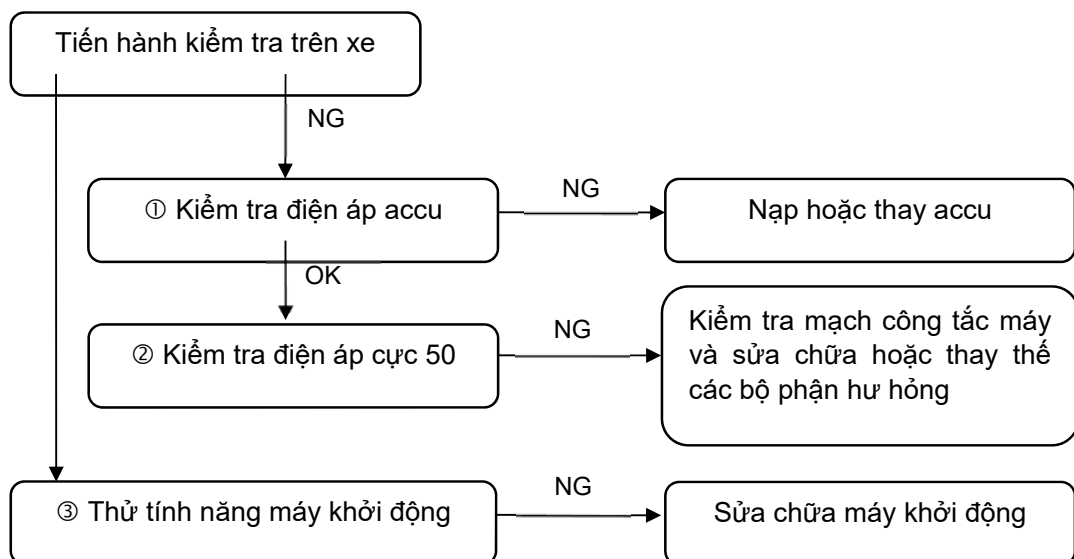 Tiến hành kiểm tra trên xe
NG
① Kiểm tra điện áp accu
NG
Nạp hoặc thay accu
OK
② Kiểm tra điện áp cực 50
NG
Kiểm tra mạch công tắc máy
và sửa chữa hoặc thay thế
các bộ phận hư hỏng
③ Thử tính năng máy khởi động
NG
Sửa chữa máy khởi động